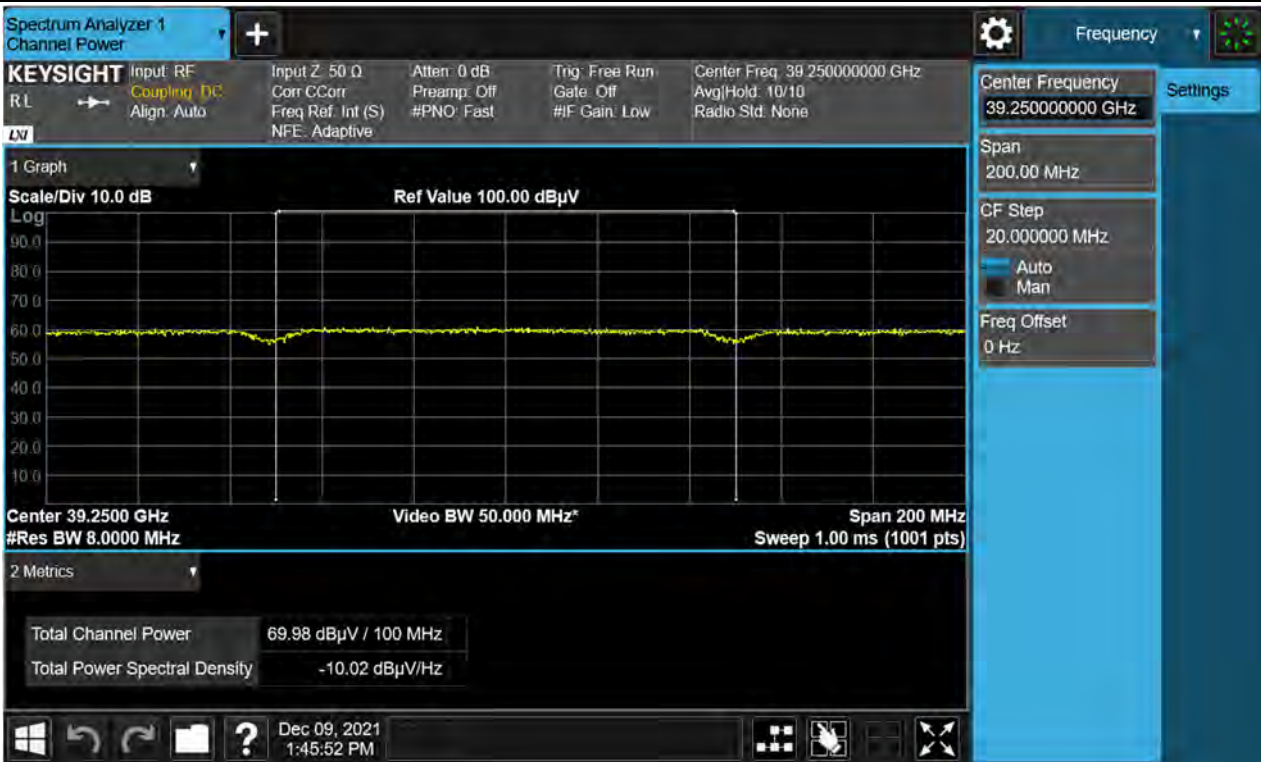 Spectrum Analyzer 1
Channel Power
+
Frequency
KEYSIGHT
R L
LXI
Input: RF
Coupling: DC
Align: Auto
Input Z: 50 Ω
Corr CCorr
Freq Ref: Int (S)
NFE: Adaptive
Atten: 0 dB
Preamp: Off
#PNO: Fast
Trig: Free Run
Gate: Off
#IF Gain: Low
Center Freq: 39.250000000 GHz
Avg|Hold: 10/10
Radio Std: None
Center Frequency
39.250000000 GHz
Settings
Span
200.00 MHz
CF Step
20.000000 MHz
Auto
Man
Freq Offset
0 Hz
1 Graph
Scale/Div 10.0 dB
Ref Value 100.00 dBµV
Log
90.0
80.0
70.0
60.0
50.0
40.0
30.0
20.0
10.0
Center 39.2500 GHz
Video BW 50.000 MHz*
Span 200 MHz
#Res BW 8.0000 MHz
Sweep 1.00 ms (1001 pts)
2 Metrics
Total Channel Power
69.98 dBµV / 100 MHz
Total Power Spectral Density
-10.02 dBµV/Hz
?
Dec 09, 2021
1:45:52 PM